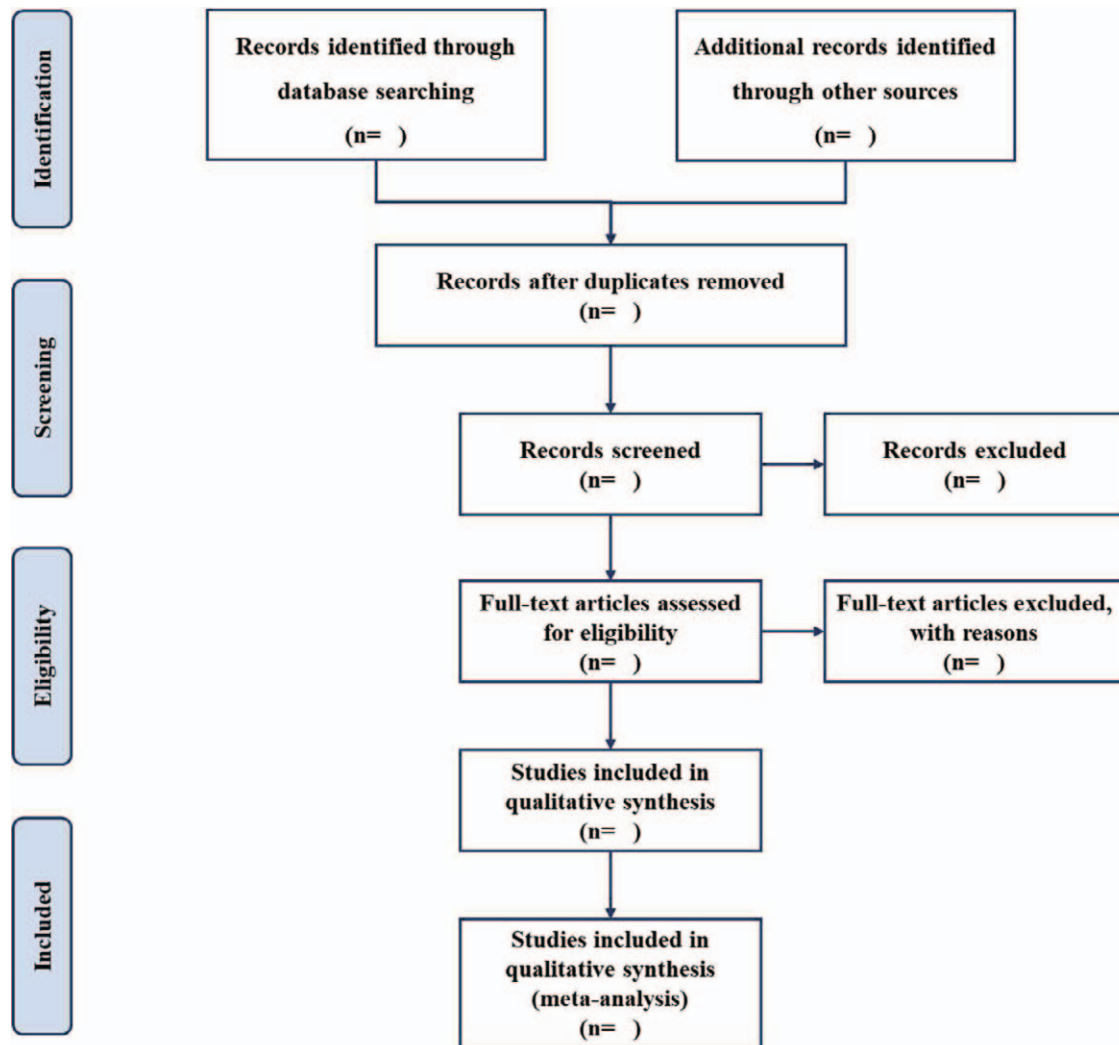 Identification
Records identified through
database searching
(n= )
Additional records identified
through other sources
(n= )
Records after duplicates removed
(n= )
Screening
Records screened
(n= )
Records excluded
(n= )
Eligibility
Full-text articles assessed
for eligibility
(n= )
Full-text articles excluded,
with reasons
(n= )
Studies included in
qualitative synthesis
(n= )
Included
Studies included in
qualitative synthesis
(meta-analysis)
(n= )